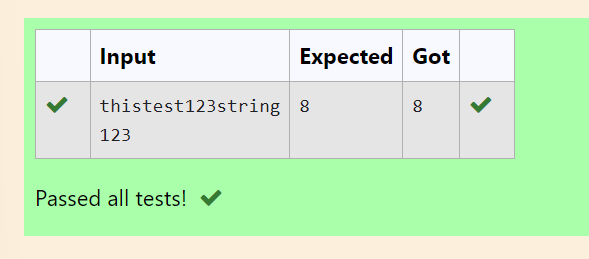 Input Expected Got
thistest123string 8 8
123
Passed all tests!